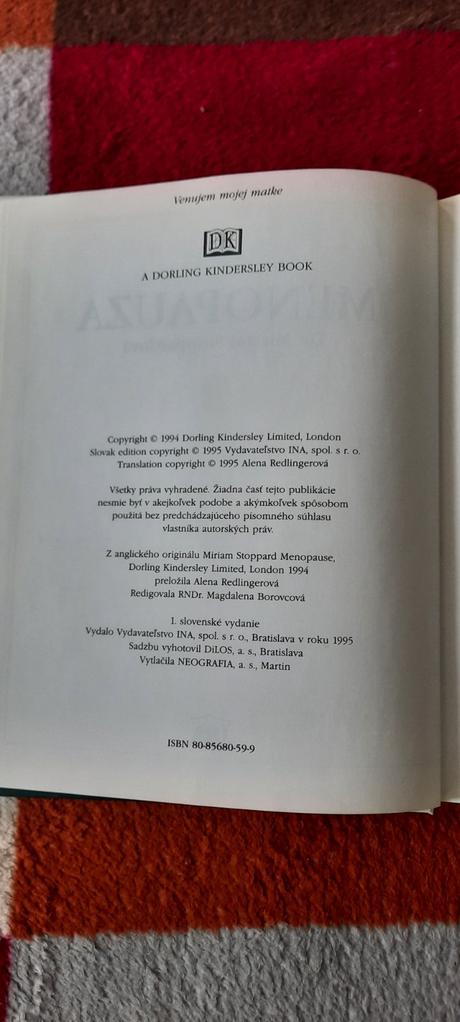 Venujem mojej matke
DK
A DORLING KINDERSLEY BOOK
MENOPAUZA
Copyright © 1994 Dorling Kindersley Limited, London
Slovak edition copyright © 1995 Vydavateľstvo INA, spol. s r. o.
Translation copyright © 1995 Alena Redlingerová
Všetky práva vyhradené. Žiadna časť tejto publikácie
nesmie byť v akejkoľvek podobe a akýmkoľvek spôsobom
použitá bez predchádzajúceho písomného súhlasu
vlastníka autorských práv.
Z anglického originálu Miriam Stoppard Menopause,
Dorling Kindersley Limited, London 1994
preložila Alena Redlingerová
Redigovala RNDr. Magdalena Borovcová
1. slovenské vydanie
Vydalo Vydavateľstvo INA, spol. s r. o., Bratislava v roku 1995
Sadzbu vyhotovil DiLOS, a. s., Bratislava
Vytlačila NEOGRAFIA, a. s., Martin
ISBN 80-85680-59-9